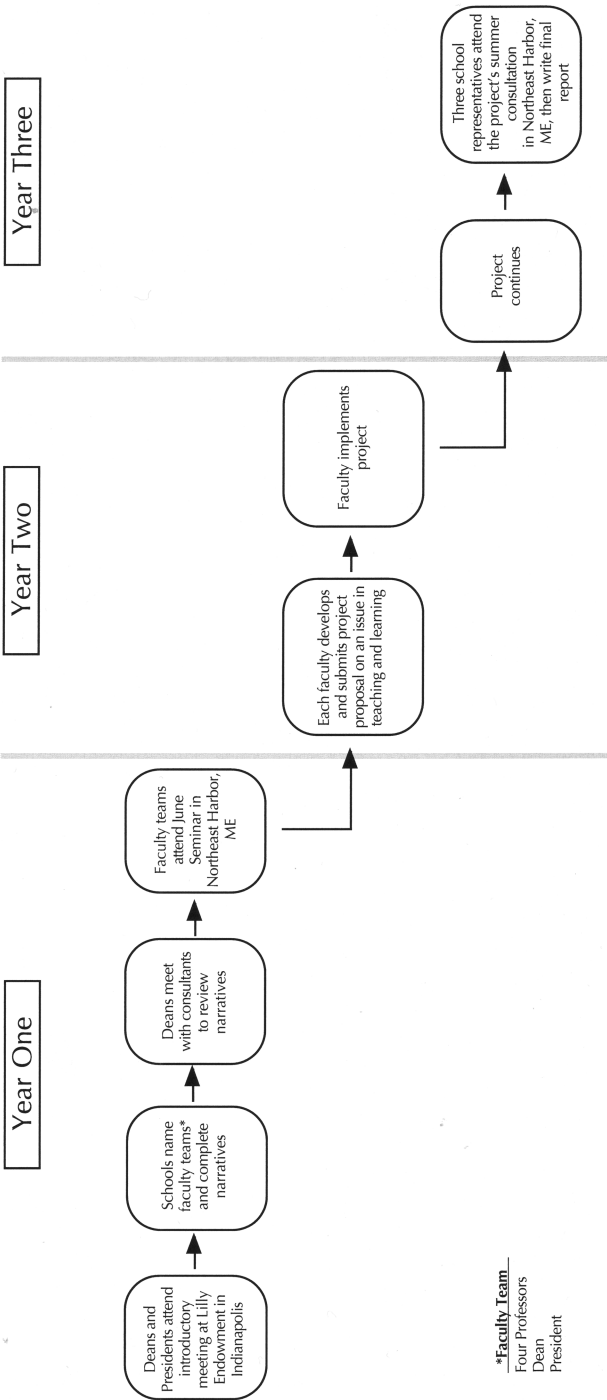 Year One
Deans and
Presidents attend
introductory
meeting at Lilly
Endowment in
Indianapolis
Schools name
faculty teams*
and complete
narratives
Deans meet
with consultants
to review
narratives
Faculty teams
attend June
Seminar in
Northeast Harbor,
ME
*Faculty Team
Four Professors
Dean
President
Year Two
Each faculty develops
and submits project
proposal on an issue in
teaching and learning
Faculty implements
project
Year Three
Project
continues
Three school
representatives attend
the project's summer
consultation
in Northeast Harbor,
ME, then write final
report